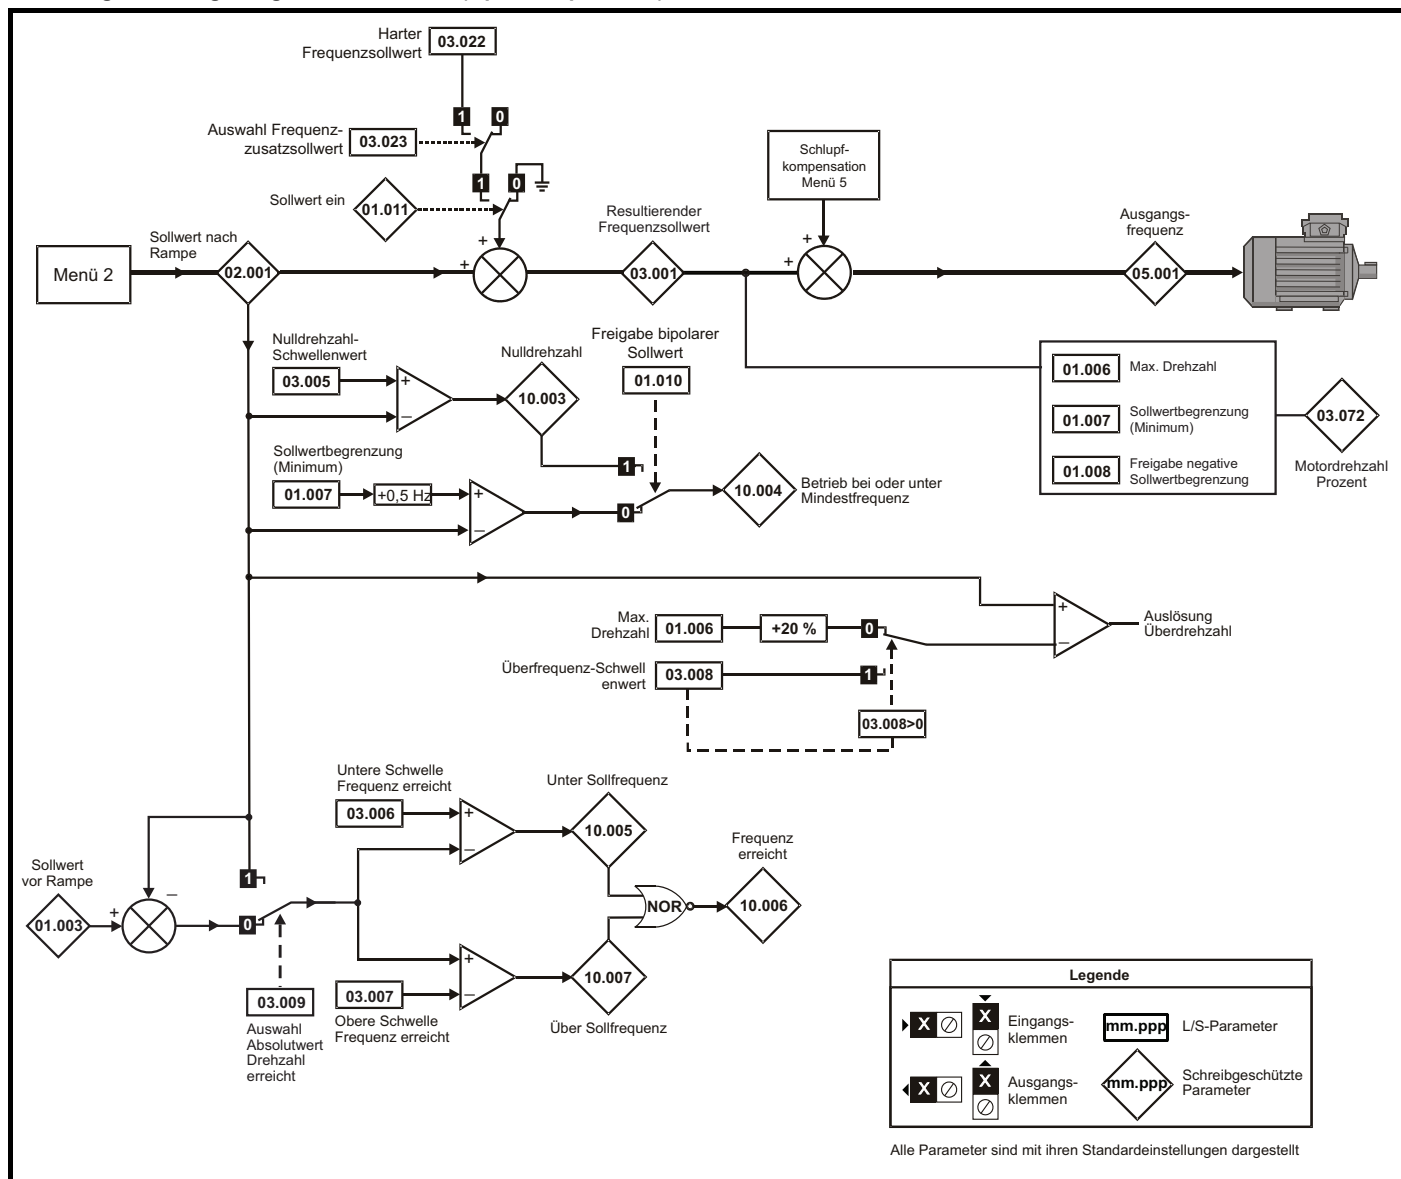 Harter
Frequenzsollwert
03.022
1
0
Auswahl Frequenz-
zusatzsollwert
03.023
1
0
Sollwert ein
01.011
Schlupf-
kompensation
Menü 5
Sollwert nach
Rampe
Resultierender
Frequenzsollwert
Ausgangs-
frequenz
Menü 2
02.001
+
+
03.001
+
+
05.001
Nulldrehzahl-
Schwellenwert
03.005
+
–
Nulldrehzahl
10.003
Freigabe bipolarer
Sollwert
01.010
01.006
Max. Drehzahl
01.007
Sollwertbegrenzung
(Minimum)
01.008
Freigabe negative
Sollwertbegrenzung
03.072
Motordrehzahl
Prozent
Sollwertbegrenzung
(Minimum)
01.007
+0,5 Hz
+
–
1
0
10.004
Betrieb bei oder unter
Mindestfrequenz
Max.
Drehzahl
01.006
+20 %
0
+
–
Auslösung
Überdrehzahl
Überfrequenz-Schwell
enwert
03.008
1
03.008>0
Untere Schwelle
Frequenz erreicht
03.006
+
–
Unter Sollfrequenz
10.005
Sollwert
vor Rampe
01.003
+
–
1
0
03.009
Auswahl
Absolutwert
Drehzahl
erreicht
NOR
Frequenz
erreicht
10.006
03.007
Obere Schwelle
Frequenz erreicht
+
–
10.007
Über Sollfrequenz
Legende
X
X
Eingangs-
klemmen
mm.ppp
L/S-Parameter
X
X
Ausgangs-
klemmen
mm.ppp
Schreibgeschützte
Parameter
Alle Parameter sind mit ihren Standardeinstellungen dargestellt